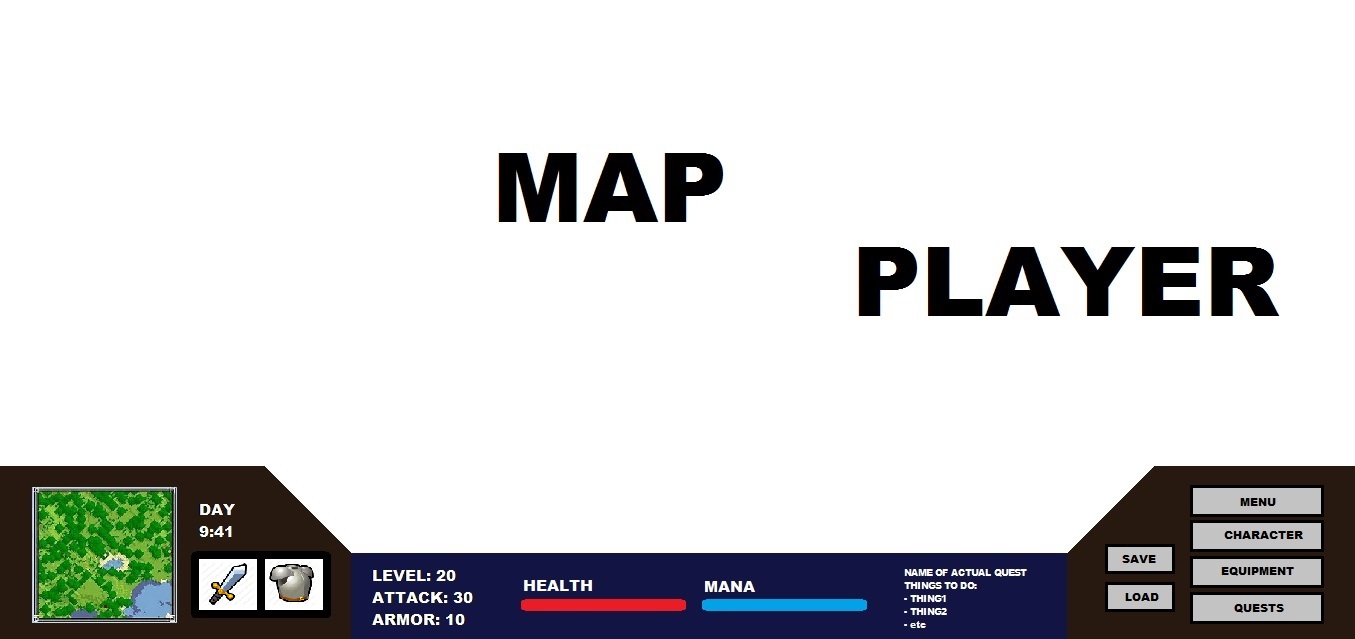 MAP
PLAYER
DAY
9:41
LEVEL: 20
ATTACK: 30
ARMOR: 10
HEALTH
MANA
NAME OF ACTUAL QUEST
THINGS TO DO:
- THING1
- THING2
- etc
SAVE
LOAD
MENU
CHARACTER
EQUIPMENT
QUESTS